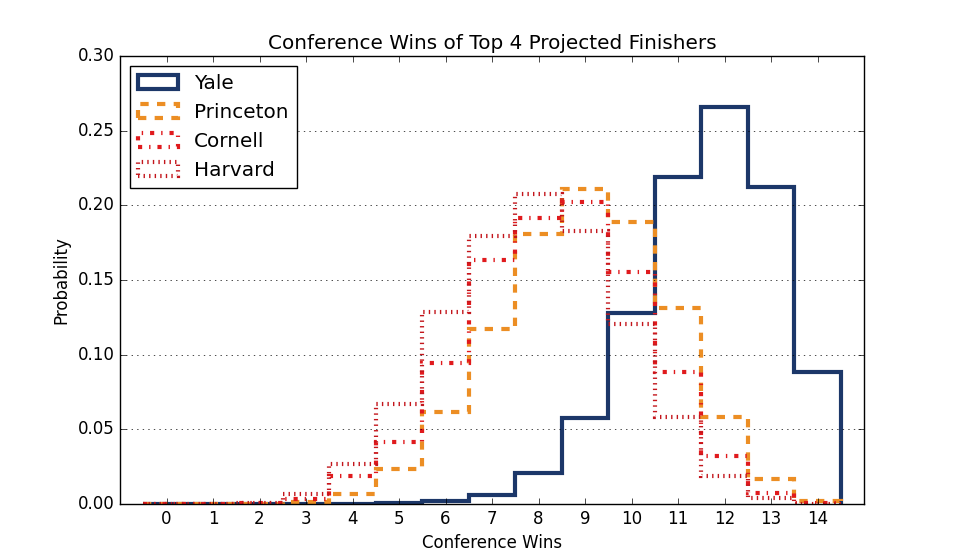 Conference Wins of Top 4 Projected Finishers
0.30
0.25
0.20
0.15
0.10
0.05
0.00
Probability
Yale
Princeton
Cornell
Harvard
0 1 2 3 4 5 6 7 8 9 10 11 12 13 14
Conference Wins